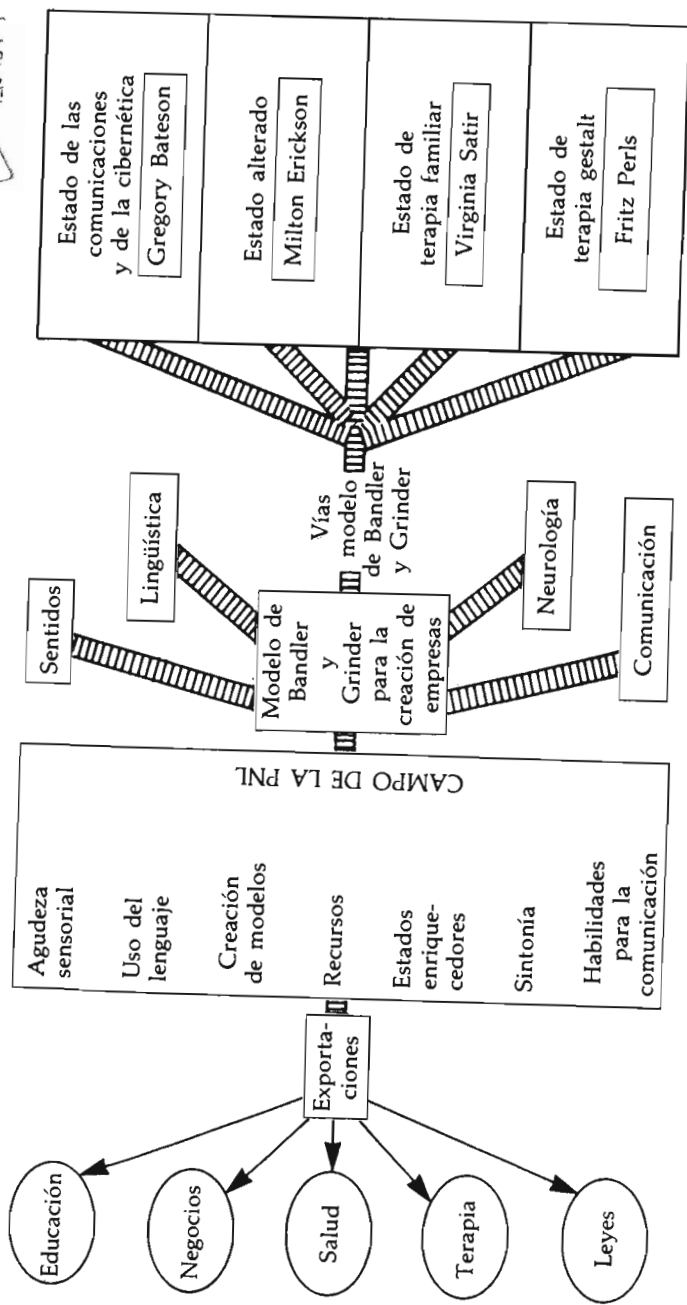 Estado de las
comunicaciones
y de la cibernética
Gregory Bateson
Estado alterado
Milton Erickson
Estado de
terapia familiar
Virginia Satir
Estado de
terapia gestalt
Fritz Perls
Vías
modelo
de Bandler
y Grinder
Sentidos
Lingüística
Modelo de
Bandler
y
Grinder
para la
creación de
empresas
Neurología
Comunicación
CAMPO DE LA PNL
Agudeza
sensorial
Uso del
lenguaje
Creación
de modelos
Recursos
Estados
enrique-
cedores
Sintonía
Habilidades
para la
comunicación
Exporta-
ciones
Educación
Negocios
Salud
Terapia
Leyes